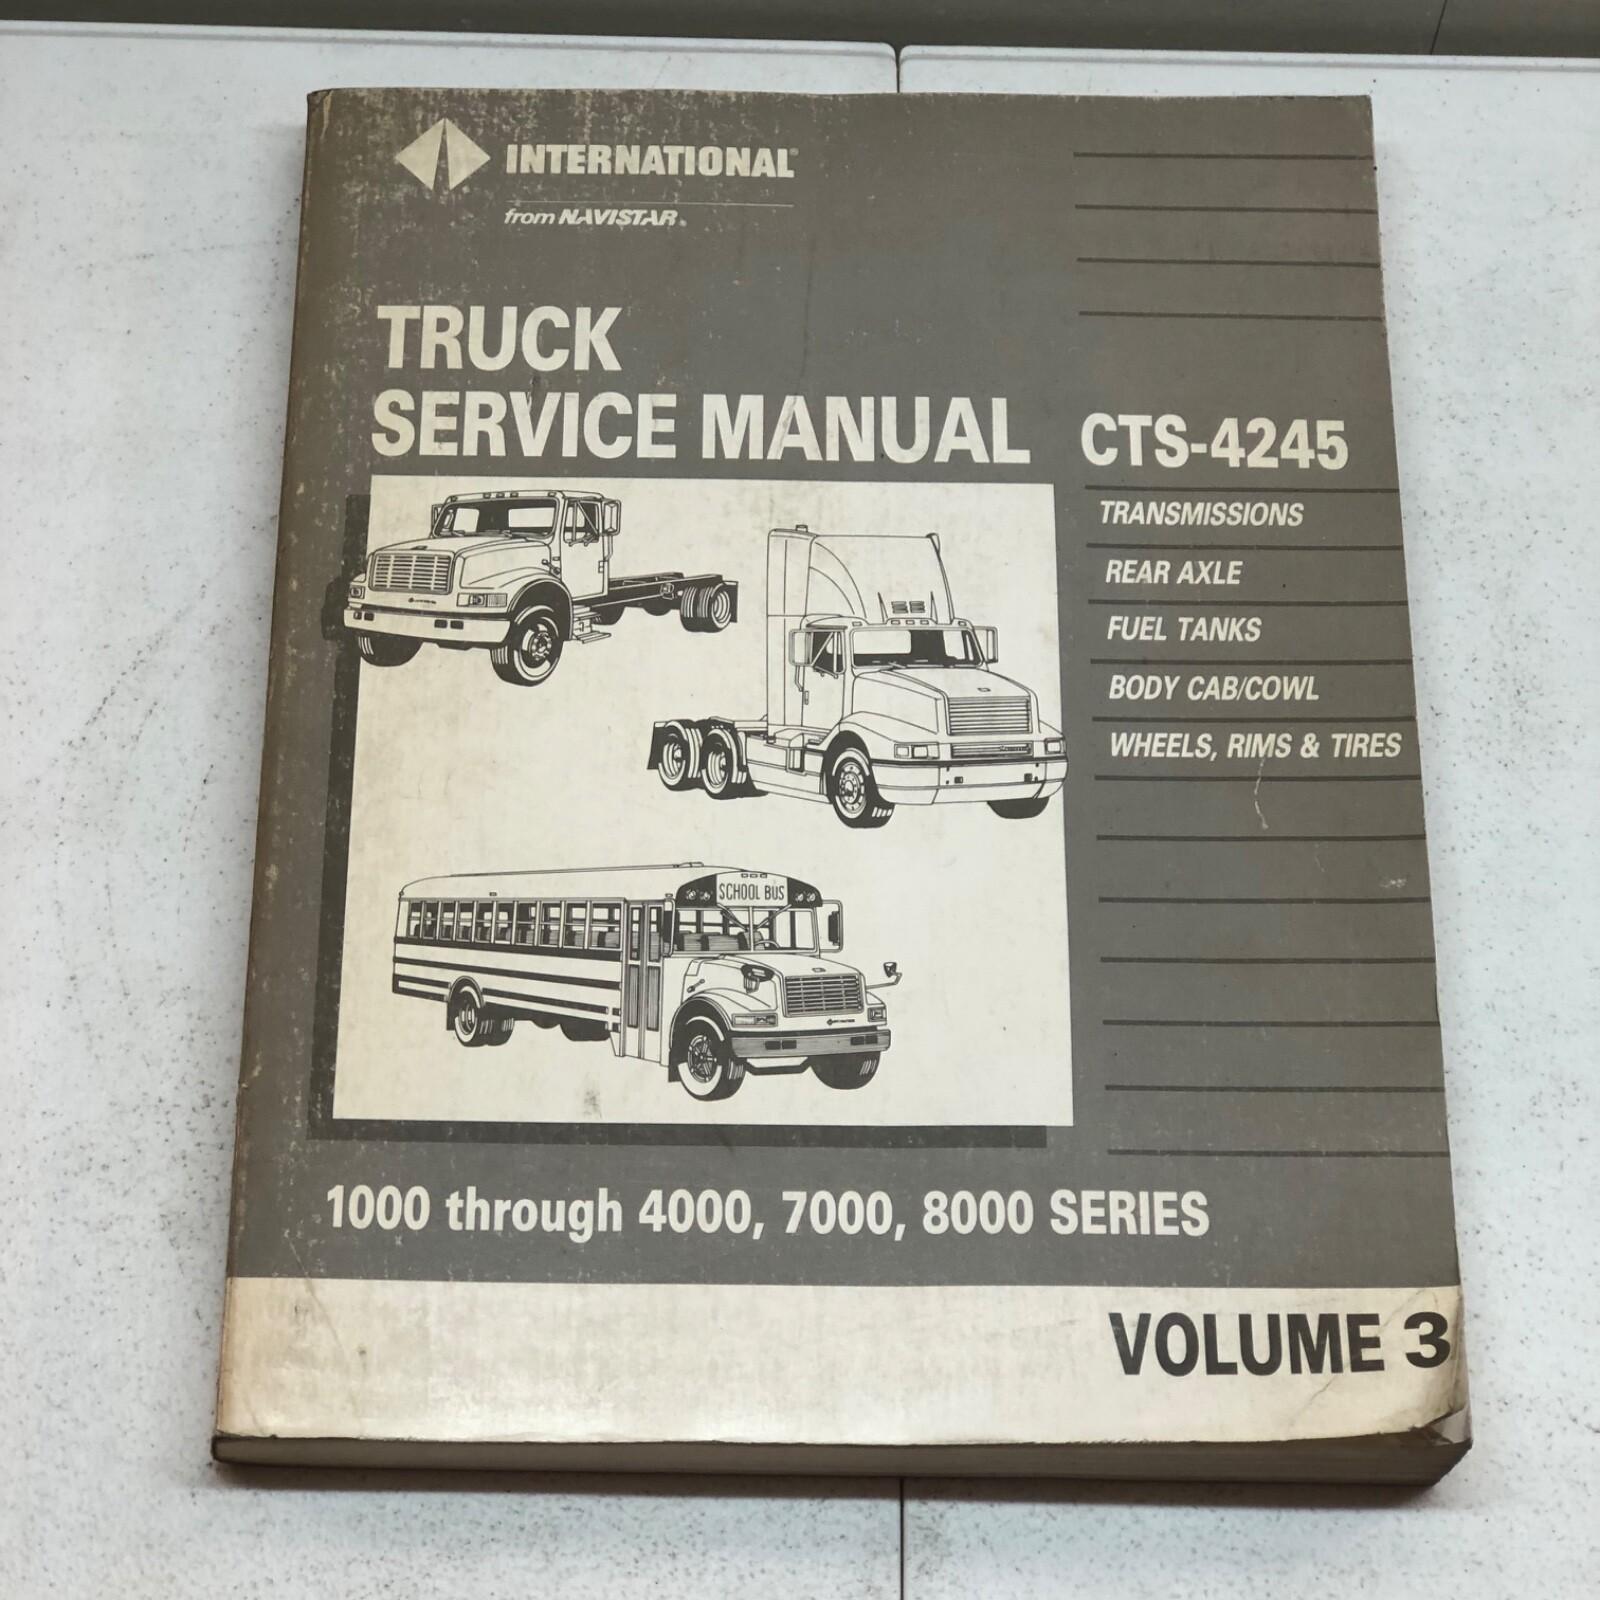 INTERNATIONAL®
from NAVISTAR®
TRUCK
SERVICE MANUAL
CTS-4245
TRANSMISSIONS
REAR AXLE
FUEL TANKS
BODY CAB/COWL
WHEELS, RIMS & TIRES
SCHOOL BUS
1000 through 4000, 7000, 8000 SERIES
VOLUME 3